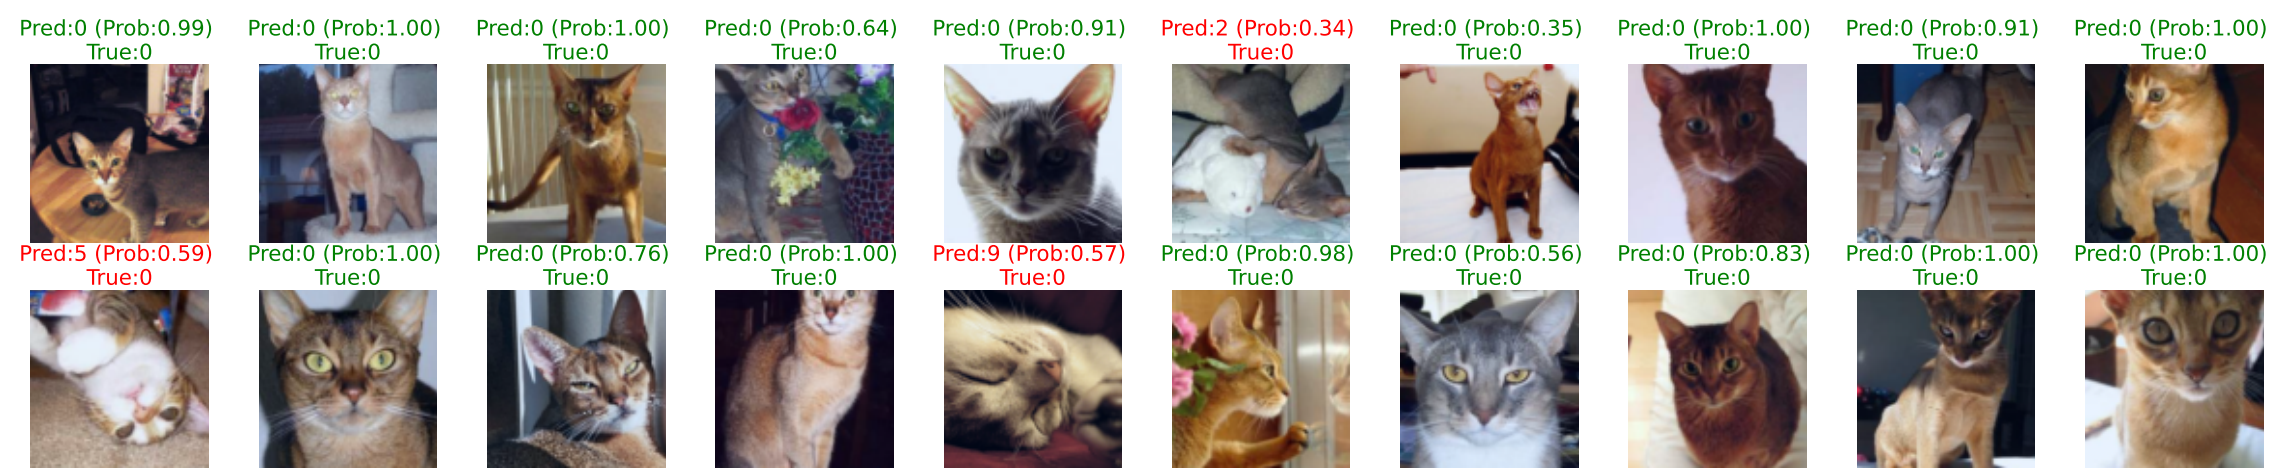 Pred:0 (Prob:0.99) Pred:0 (Prob:1.00) Pred:0 (Prob:1.00) Pred:0 (Prob:0.64) Pred:0 (Prob:0.91) Pred:2 (Prob:0.34) Pred:0 (Prob:0.35) Pred:0 (Prob:1.00) Pred:0 (Prob:0.91) Pred:0 (Prob:1.00)
True:0 True:0 True:0 True:0 True:0 True:0 True:0 True:0 True:0 True:0
Pred:5 (Prob:0.59) Pred:0 (Prob:1.00) Pred:0 (Prob:0.76) Pred:0 (Prob:1.00) Pred:9 (Prob:0.57) Pred:0 (Prob:0.98) Pred:0 (Prob:0.56) Pred:0 (Prob:0.83) Pred:0 (Prob:1.00) Pred:0 (Prob:1.00)
True:0 True:0 True:0 True:0 True:0 True:0 True:0 True:0 True:0 True:0